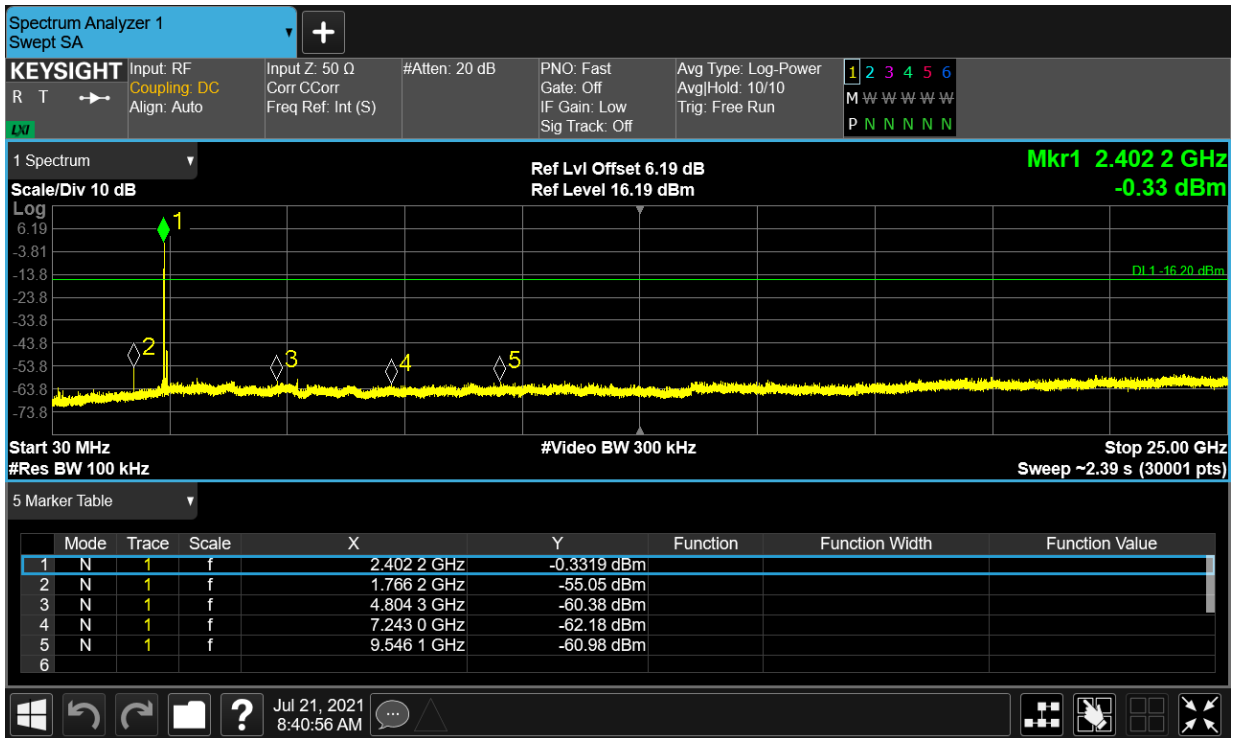 Spectrum Analyzer 1
Swept SA
KEYSIGHT
R T
LXI
Input: RF
Coupling: DC
Align: Auto
Input Z: 50 Ω
Corr CCorr
Freq Ref: Int (S)
#Atten: 20 dB
PNO: Fast
Gate: Off
IF Gain: Low
Sig Track: Off
Avg Type: Log-Power
Avg|Hold: 10/10
Trig: Free Run
1 2 3 4 5 6
M W W W W W
P N N N N N
1 Spectrum
Scale/Div 10 dB
Ref Lvl Offset 6.19 dB
Ref Level 16.19 dBm
Mkr1 2.402 2 GHz
-0.33 dBm
Log
6.19
-3.81
-13.8
-23.8
-33.8
-43.8
-53.8
-63.8
-73.8
1
2
3
4
5
DL1 -16.20 dBm
Start 30 MHz
#Video BW 300 kHz
Stop 25.00 GHz
#Res BW 100 kHz
Sweep ~2.39 s (30001 pts)
5 Marker Table
Mode Trace Scale X Y Function Function Width Function Value
1 N 1 f 2.402 2 GHz -0.3319 dBm
2 N 1 f 1.766 2 GHz -55.05 dBm
3 N 1 f 4.804 3 GHz -60.38 dBm
4 N 1 f 7.243 0 GHz -62.18 dBm
5 N 1 f 9.546 1 GHz -60.98 dBm
6
?
Jul 21, 2021
8:40:56 AM